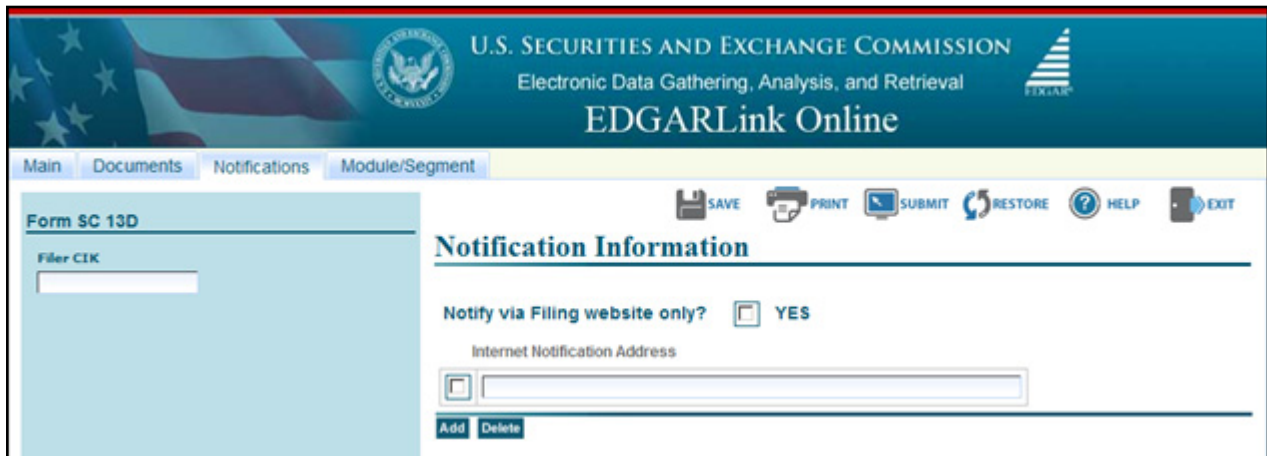 U.S. SECURITIES AND EXCHANGE COMMISSION
Electronic Data Gathering, Analysis, and Retrieval
EDGAR®
EDGARLink Online
Main Documents Notifications Module/Segment
SAVE PRINT SUBMIT RESTORE ? HELP EXIT
Form SC 13D
Notification Information
Filer CIK
Notify via Filing website only? YES
Internet Notification Address
Add Delete